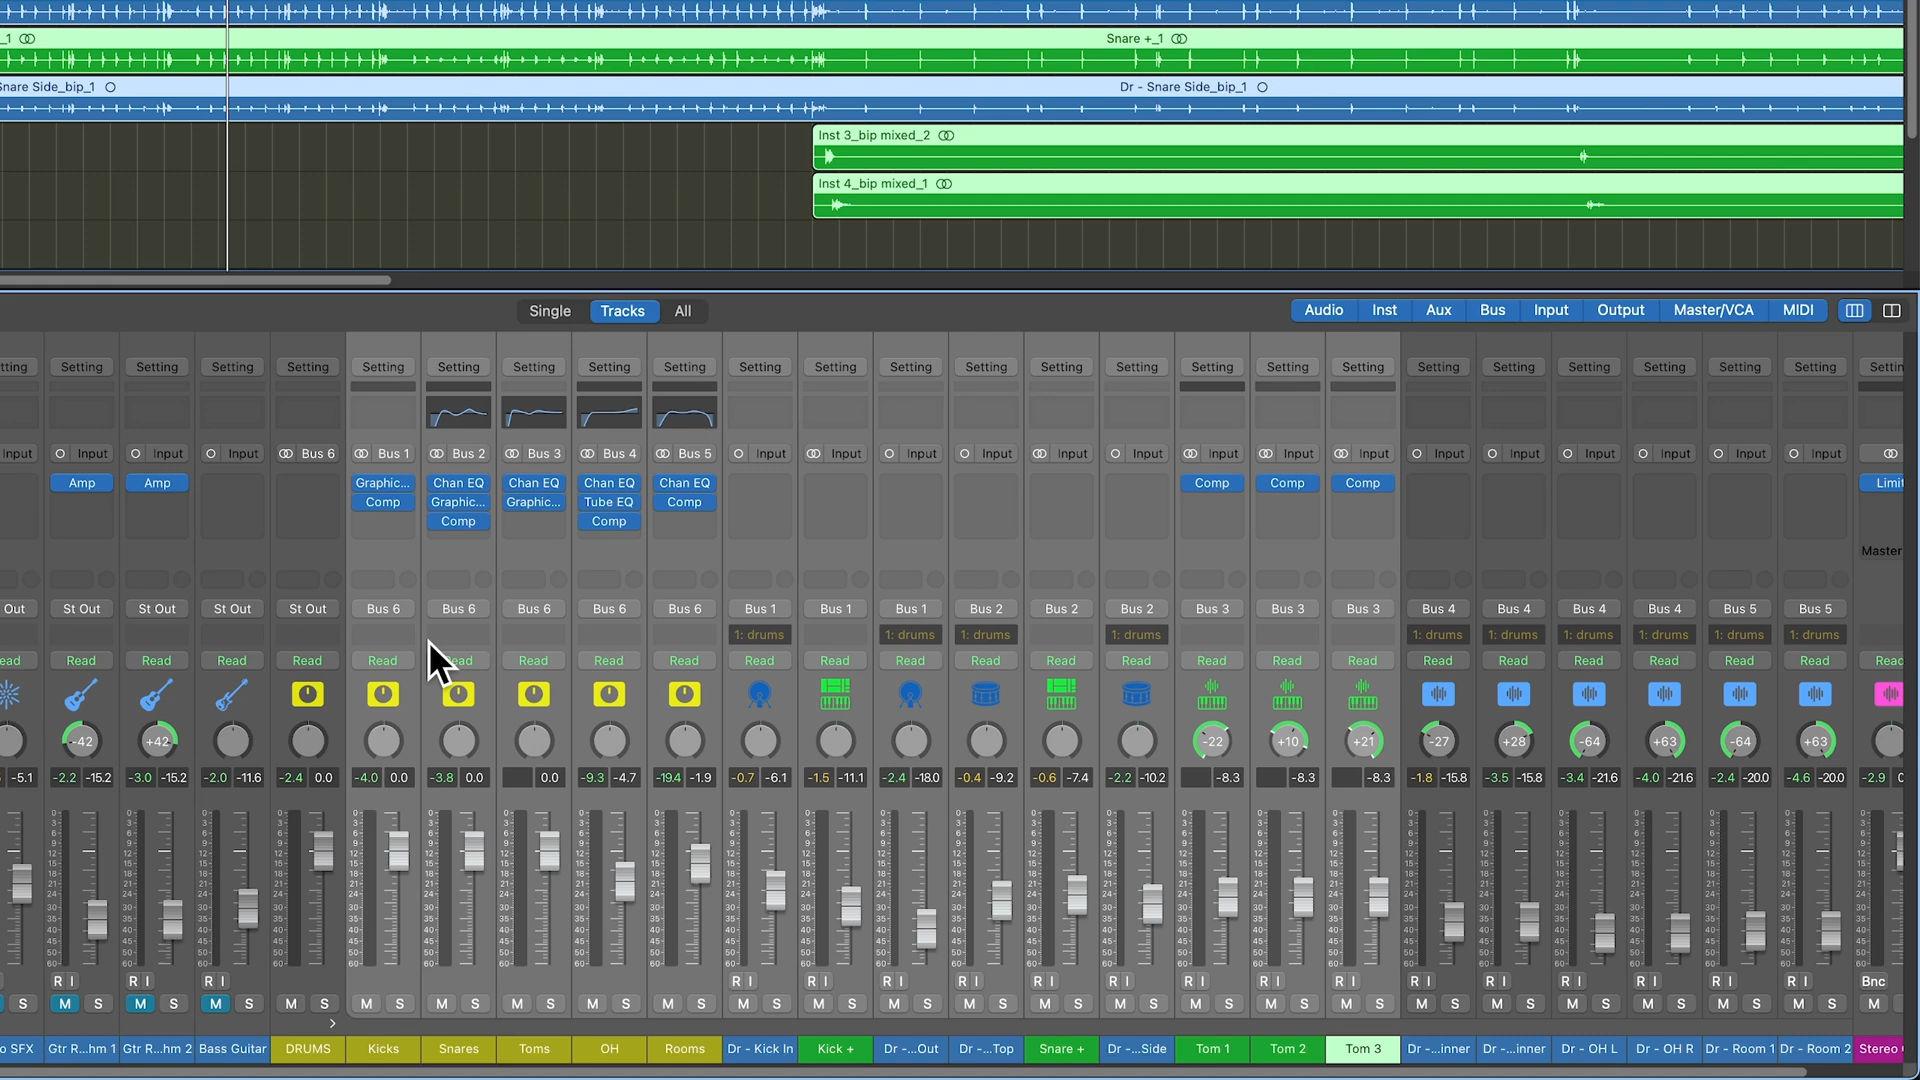 _1
Snare +_1
Snare Side_bip_1
Dr - Snare Side_bip_1
Inst 3_bip mixed_2
Inst 4_bip mixed_1
Single Tracks All
Audio Inst Aux Bus Input Output Master/VCA MIDI
tting Setting Setting Setting Setting Setting Setting Setting Setting Setting Setting Setting Setting Setting Setting Setting Setting Setting Setting Setting Setting Setting Setting Setting Settin
Input Input Input Input Bus 6 Bus 1 Bus 2 Bus 3 Bus 4 Bus 5 Input Input Input Input Input Input Input Input Input Input Input Input Input Input Input
Amp Amp Graphic... Chan EQ Chan EQ Chan EQ Chan EQ Comp Comp Comp Limit
Comp Graphic... Graphic... Tube EQ Comp
Comp Comp
Master
Out St Out St Out St Out St Out Bus 6 Bus 6 Bus 6 Bus 6 Bus 6 Bus 1 Bus 1 Bus 1 Bus 2 Bus 2 Bus 2 Bus 3 Bus 3 Bus 3 Bus 4 Bus 4 Bus 4 Bus 4 Bus 5 Bus 5
1: drums 1: drums 1: drums 1: drums 1: drums 1: drums 1: drums 1: drums 1: drums 1: drums
ead Read Read Read Read Read ead Read Read Read Read Read Read Read Read Read Read Read Read Read Read Read Read Read Read Read
-42 +42 -22 +10 +21 -27 +28 -64 +63 -64 +63
-5.1 -2.2 -15.2 -3.0 -15.2 -2.0 -11.6 -2.4 0.0 -4.0 0.0 -3.8 0.0 0.0 -9.3 -4.7 -19.4 -1.9 -0.7 -6.1 -1.5 -11.1 -2.4 -18.0 -0.4 -9.2 -0.6 -7.4 -2.2 -10.2 -8.3 -8.3 -8.3 -1.8 -15.8 -3.5 -15.8 -3.4 -21.6 -4.0 -21.6 -2.4 -20.0 -4.6 -20.0 -2.9
R I R I R I R I R I R I R I R I R I R I R I R I R I R I R I R I R I R I Bnc
S M S M S M S M S M S M S M S M S M S M S M S M S M S M S M S M S M S M S M S M S M S M S M S M S M
o SFX Gtr R...hm 1 Gtr R...hm 2 Bass Guitar DRUMS Kicks Snares Toms OH Rooms Dr - Kick In Kick + Dr -...Out Dr -...Top Snare + Dr -...Side Tom 1 Tom 2 Tom 3 Dr -...inner Dr -...inner Dr - OH L Dr - OH R Dr - Room 1 Dr - Room 2 Stereo